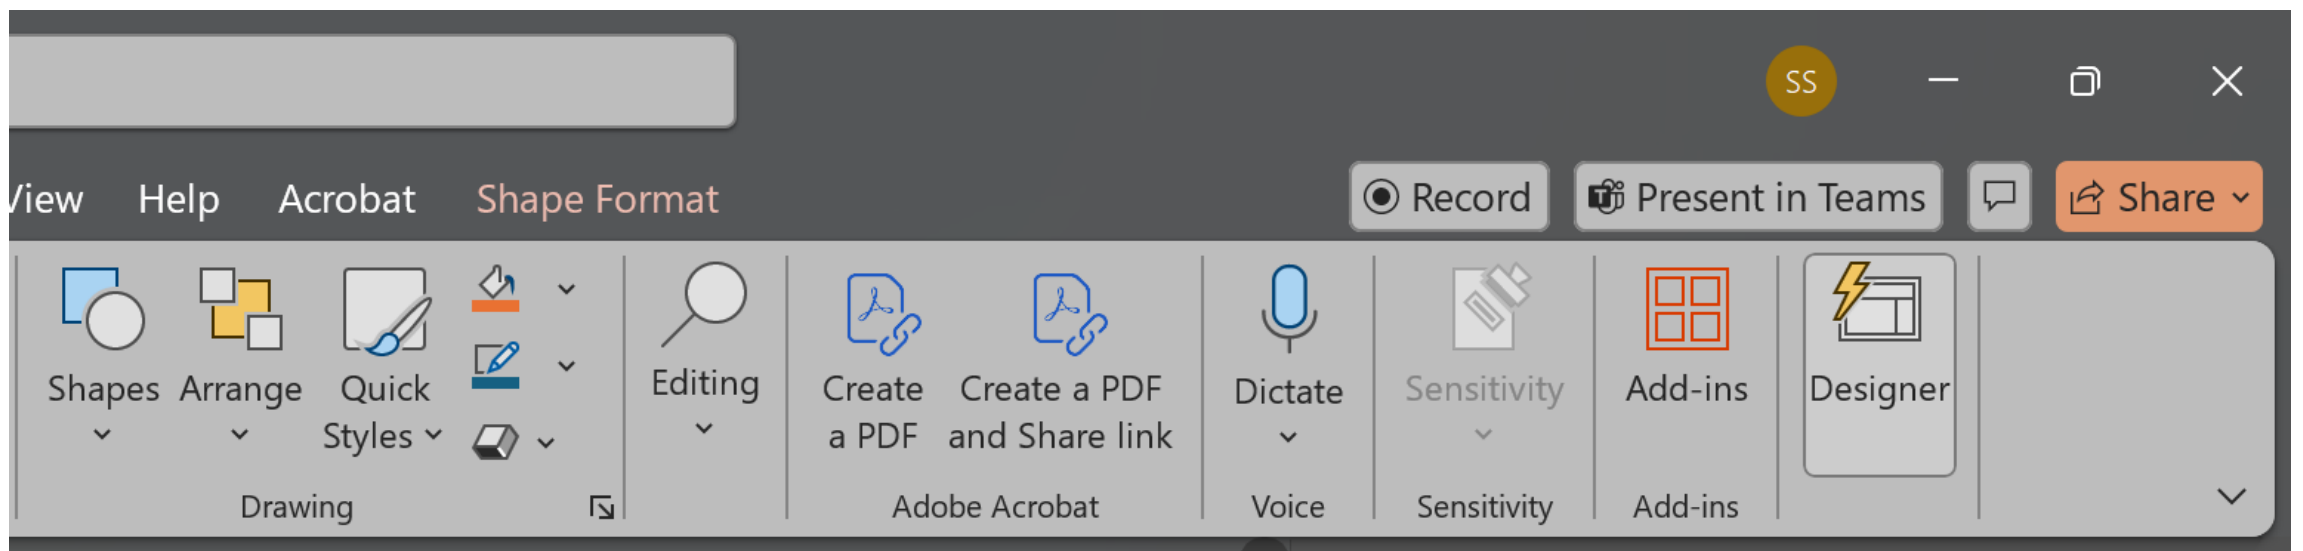 SS
View Help Acrobat Shape Format Record Present in Teams Share
Shapes Arrange Quick Styles Editing Create a PDF Create a PDF and Share link Dictate Sensitivity Add-ins Designer
Drawing Adobe Acrobat Voice Sensitivity Add-ins